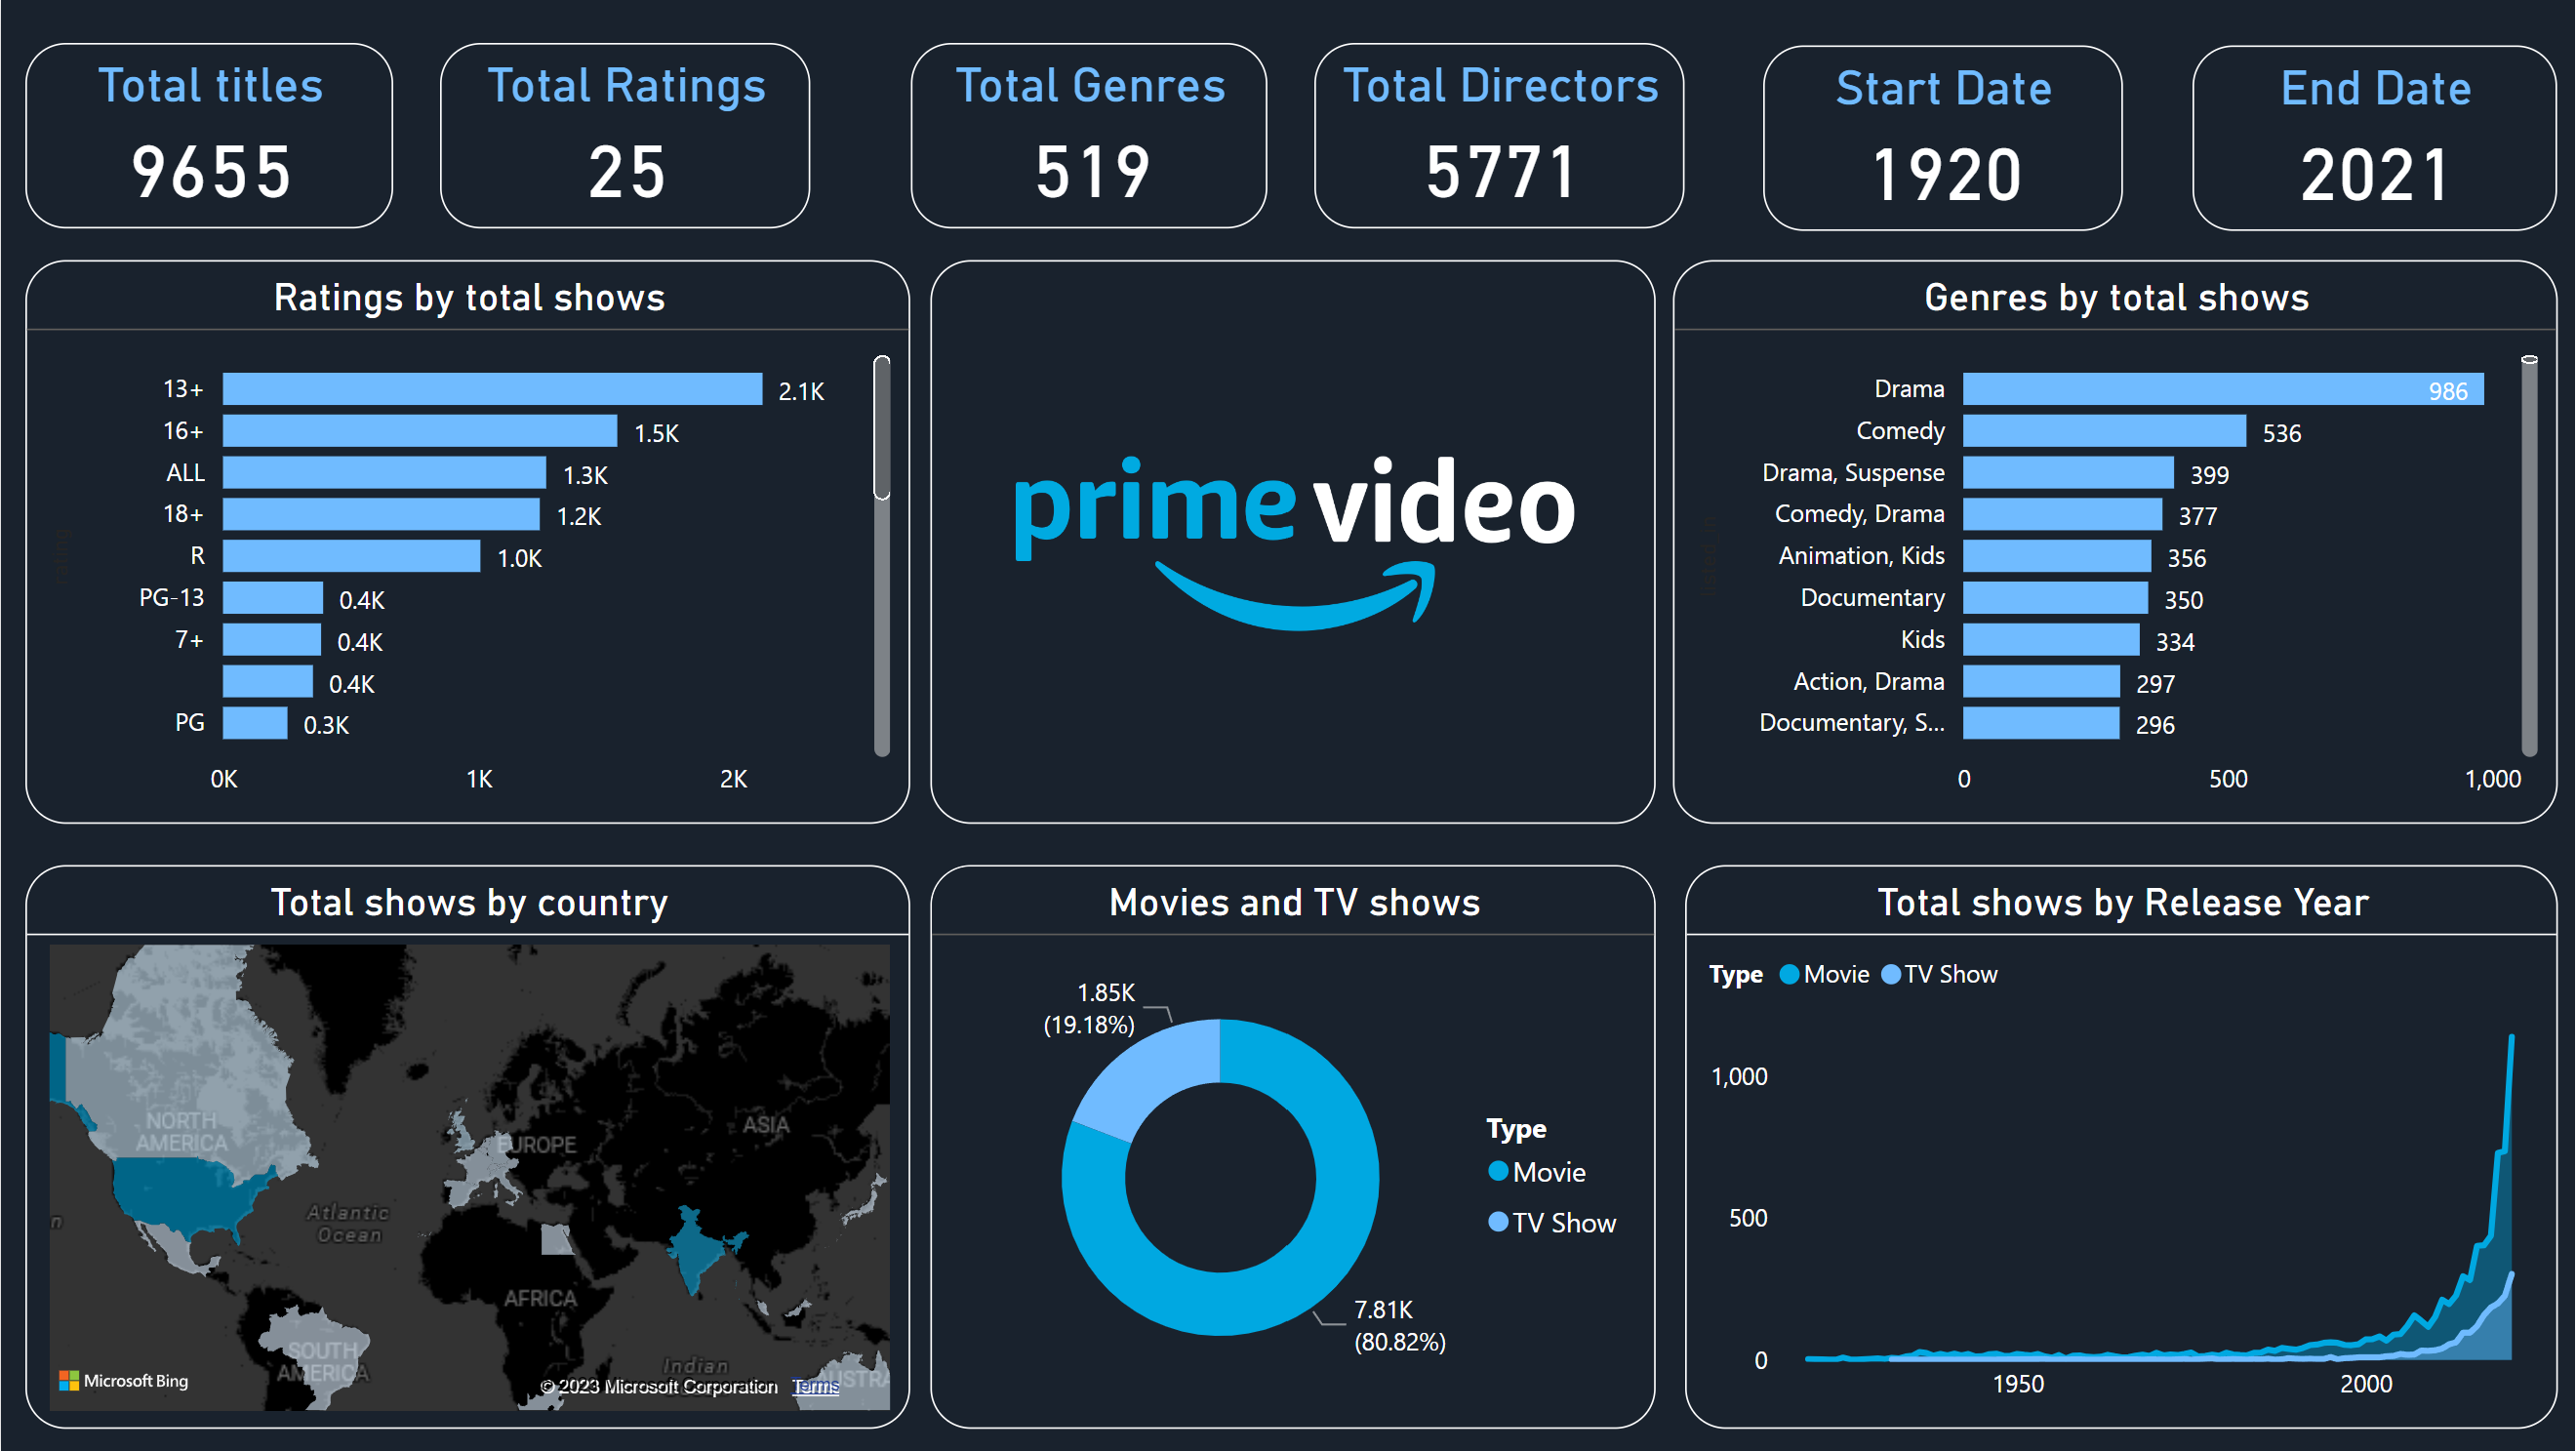 Total titles
9655
Total Ratings
25
Total Genres
519
Total Directors
5771
Start Date
1920
End Date
2021
Ratings by total shows
13+ 2.1K
16+ 1.5K
ALL 1.3K
18+ 1.2K
R 1.0K
PG-13 0.4K
7+ 0.4K
0.4K
PG 0.3K
0K 1K 2K
prime video
Genres by total shows
Drama 986
Comedy 536
Drama, Suspense 399
Comedy, Drama 377
Animation, Kids 356
Documentary 350
Kids 334
Action, Drama 297
Documentary, S... 296
0 500 1,000
Total shows by country
NORTH
AMERICA
EUROPE
ASIA
Atlantic
Ocean
AFRICA
SOUTH
AMERICA
Indian
USTRA
Microsoft Bing
© 2023 Microsoft Corporation Terms
Movies and TV shows
1.85K
(19.18%)
7.81K
(80.82%)
Type
Movie
TV Show
Total shows by Release Year
Type Movie TV Show
1,000
500
0
1950 2000